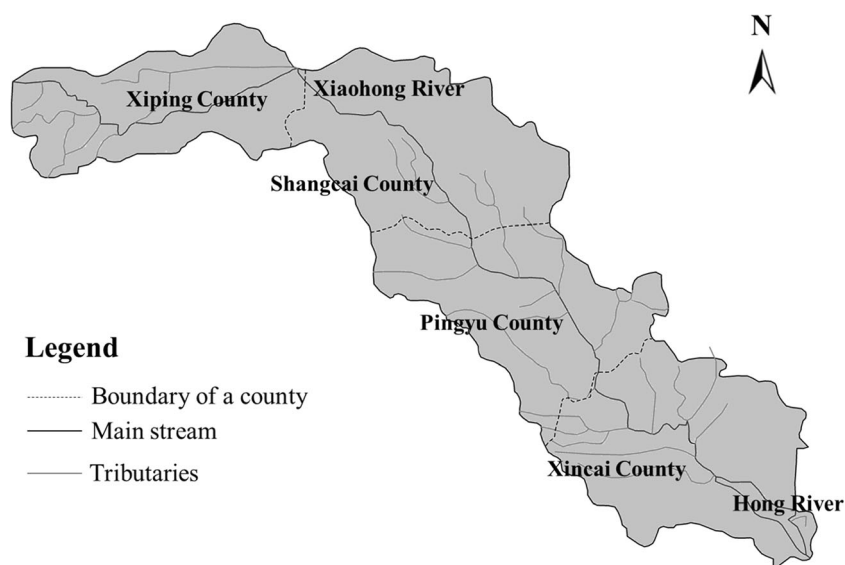 N
Xiping County
Xiaohong River
Shangcai County
Pingyu County
Legend
Boundary of a county
Main stream
Tributaries
Xincai County
Hong River